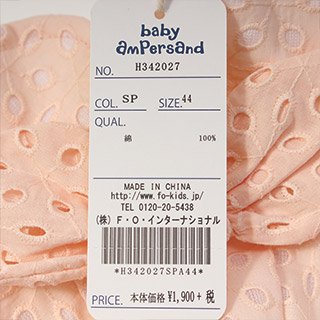 baby
amPersand
NO. H342027
COL. SP SIZE. 44
QUAL.
綿 100%
MADE IN CHINA
http://www.fo-kids.jp/
TEL 0120-20-5438
(株) F・O・インターナショナル
*H342027SPA44*
PRICE. 本体価格 ¥1,900+ 税